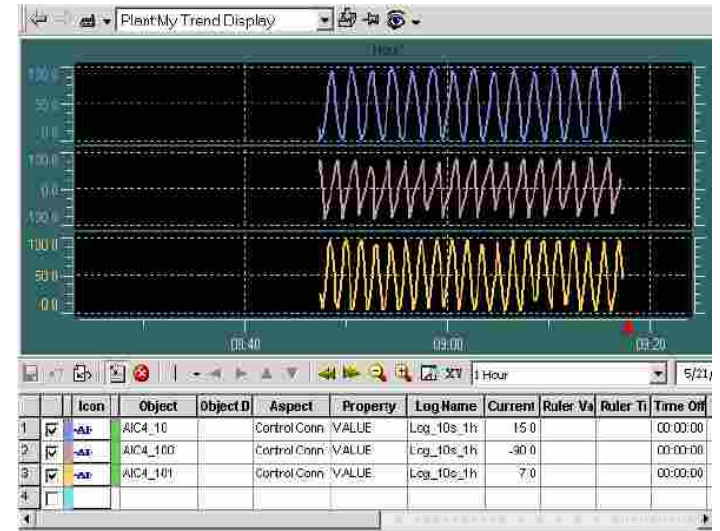 Plant:My Trend Display
1 Hour
100.0
50.0
0.0
100.0
0.0
-100.0
100.0
50.0
0.0
08:40 09:00 09:20
XY 1 Hour 5/21/
Icon Object Object D Aspect Property Log Name Current Ruler Va Ruler Ti Time Off
1 AIC4_10 Control Conn VALUE Log_10s_1h 15.0 00:00:00
2 AIC4_100 Control Conn VALUE Log_10s_1h -90.0 00:00:00
3 AIC4_101 Control Conn VALUE Log_10s_1h 7.0 00:00:00
4